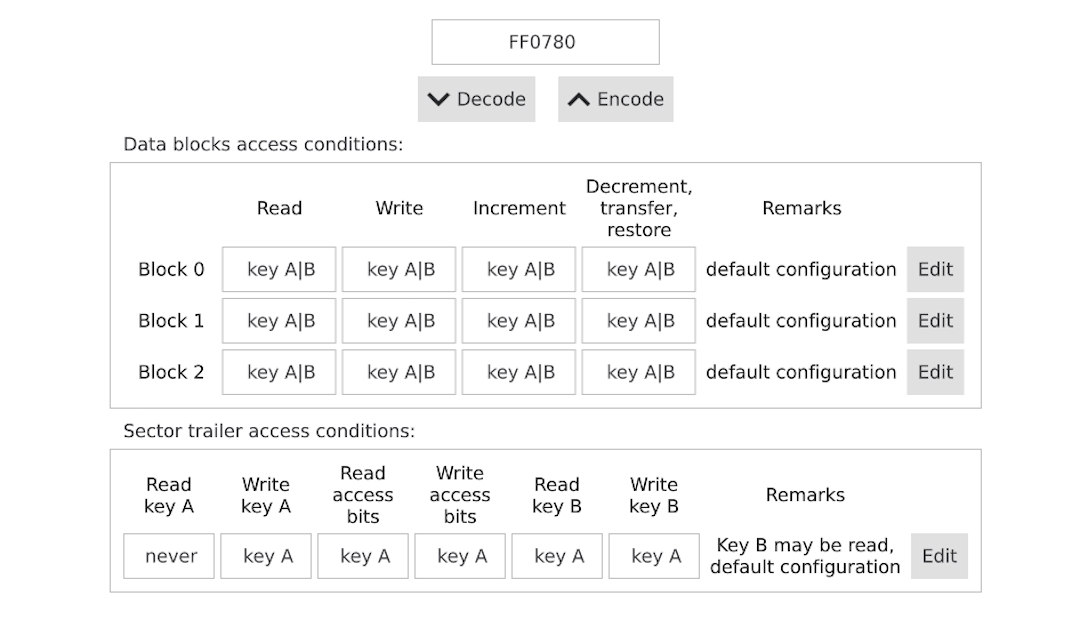 FF0780
Decode Encode
Data blocks access conditions:
Read Write Increment Decrement, transfer, restore Remarks
Block 0 key A|B key A|B key A|B key A|B default configuration Edit
Block 1 key A|B key A|B key A|B key A|B default configuration Edit
Block 2 key A|B key A|B key A|B key A|B default configuration Edit
Sector trailer access conditions:
Read key A Write key A Read access bits Write access bits Read key B Write key B Remarks
never key A key A key A key A key A Key B may be read, default configuration Edit